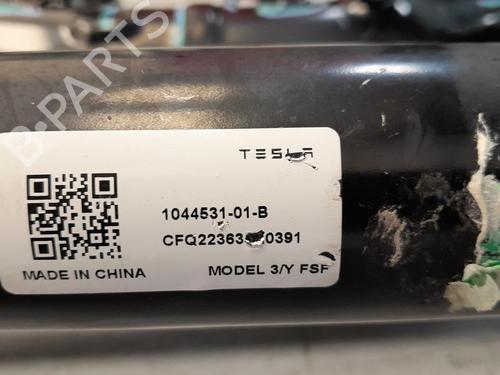 B-PARTS
TESLA
1044531-01-B
MADE IN CHINA
MODEL 3/Y FSF